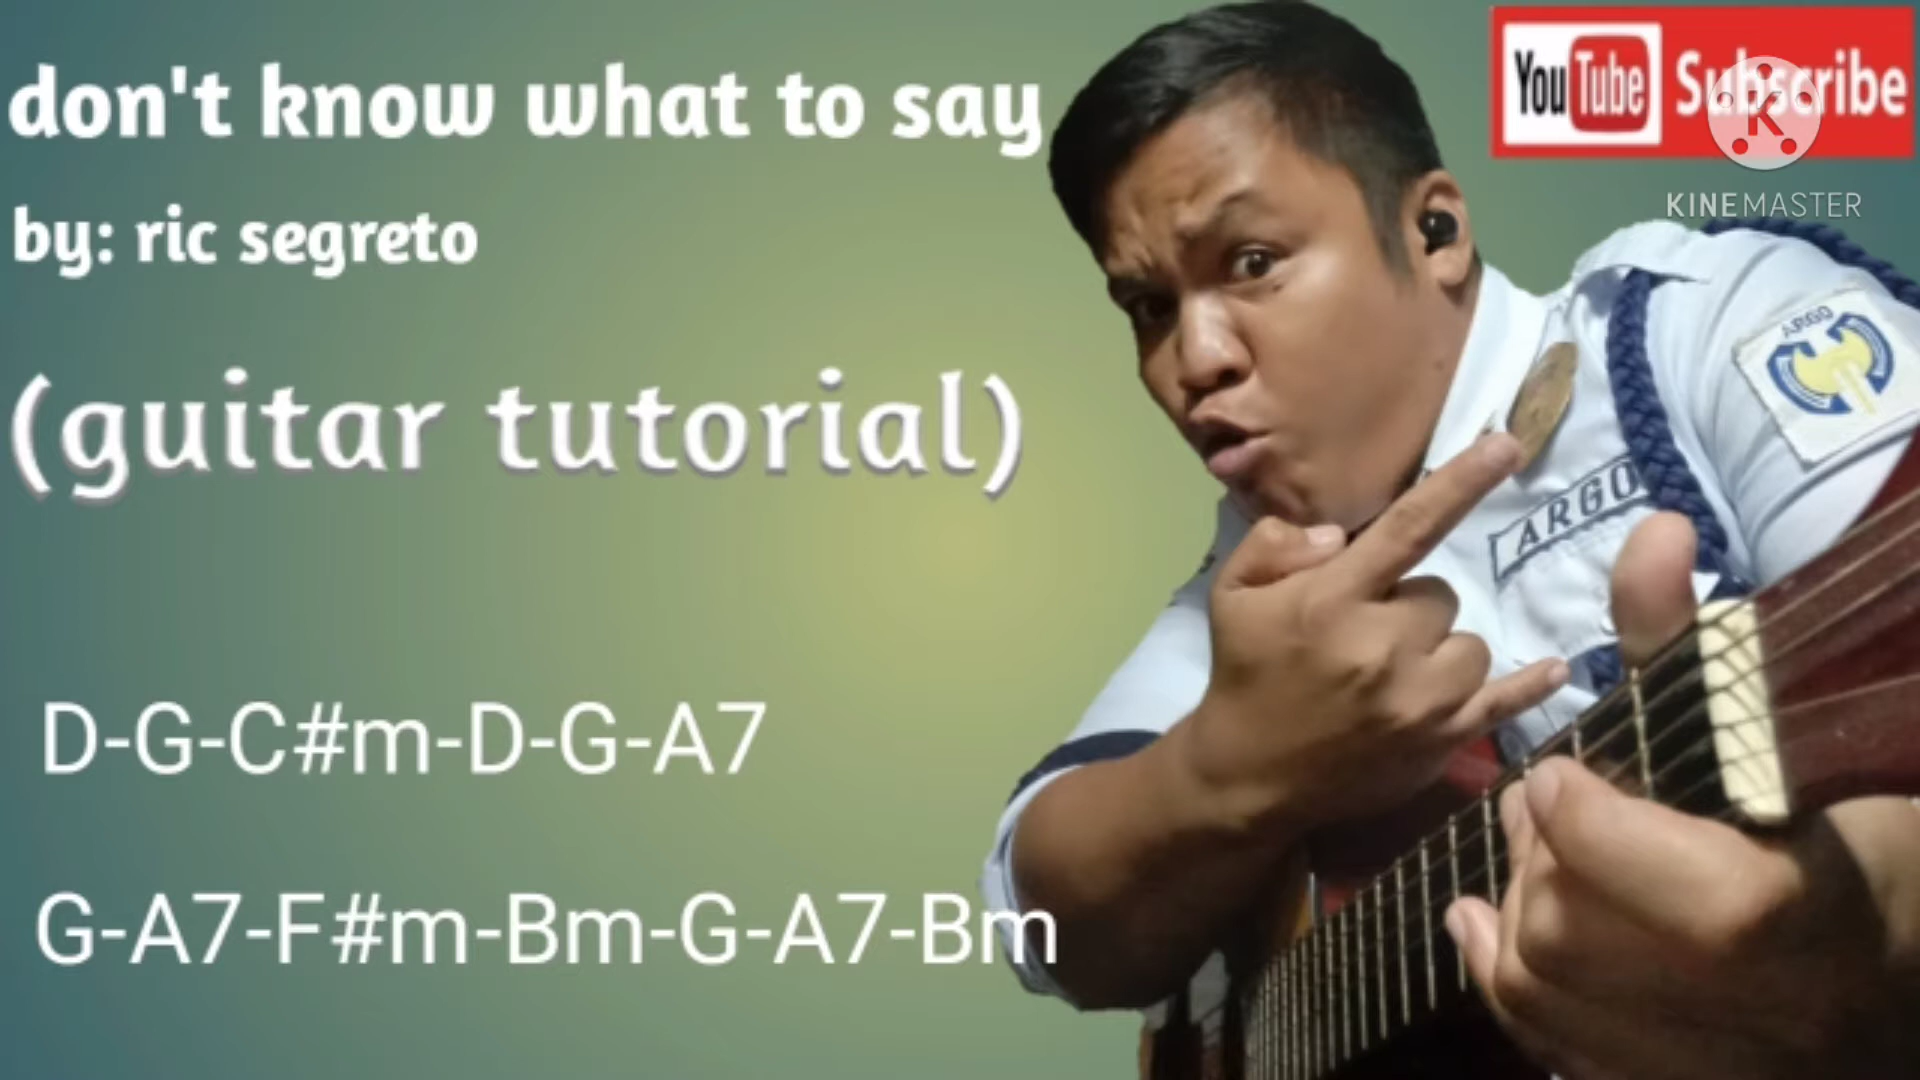 don't know what to say
by: ric segreto
(guitar tutorial)
D-G-C#m-D-G-A7
G-A7-F#m-Bm-G-A7-Bm
YouTube Subscribe
KINEMASTER
ARGO
ARGO